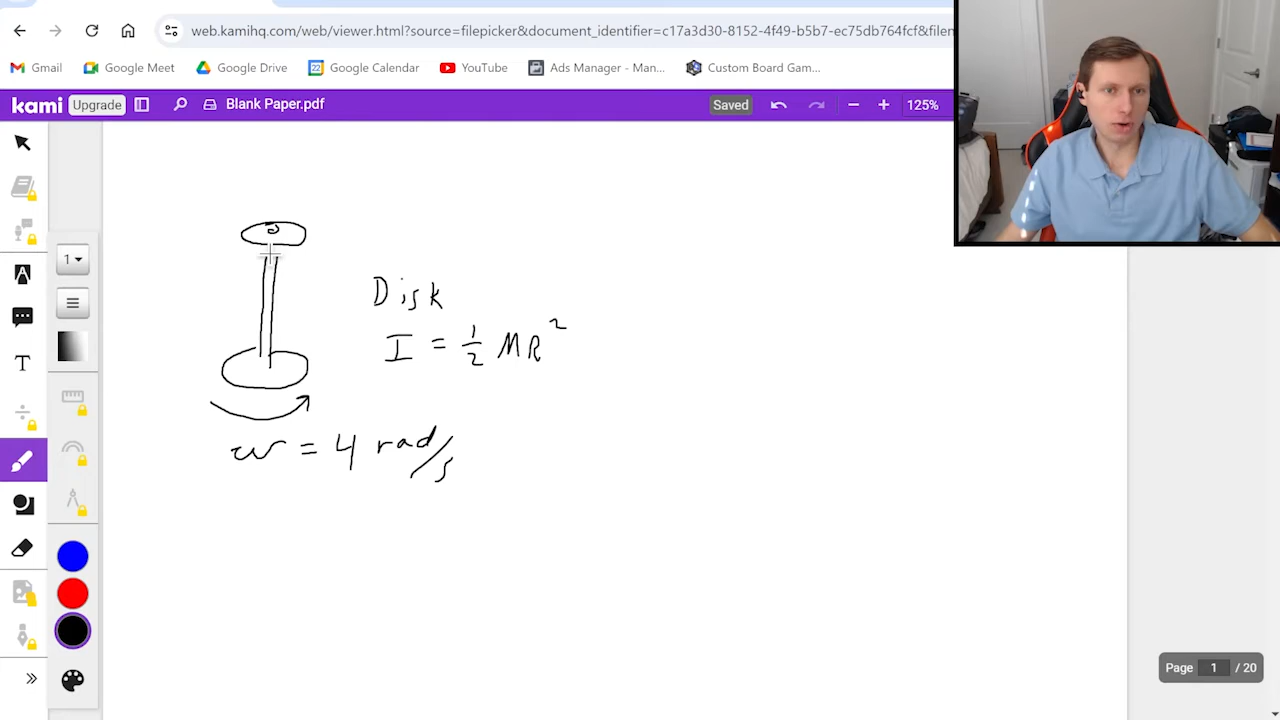 web.kamihq.com/web/viewer.html?source=filepicker&document_identifier=c17a3d30-8152-4f49-b5b7-ec75db764fcf&filen
Gmail
Google Meet
Google Drive
22
Google Calendar
YouTube
Ads Manager - Man...
Custom Board Gam...
kami
Upgrade
Blank Paper.pdf
Saved
125%
1
A
T
Disk
I = 1/2 MR²
ω = 4 rad/s
Page 1 / 20